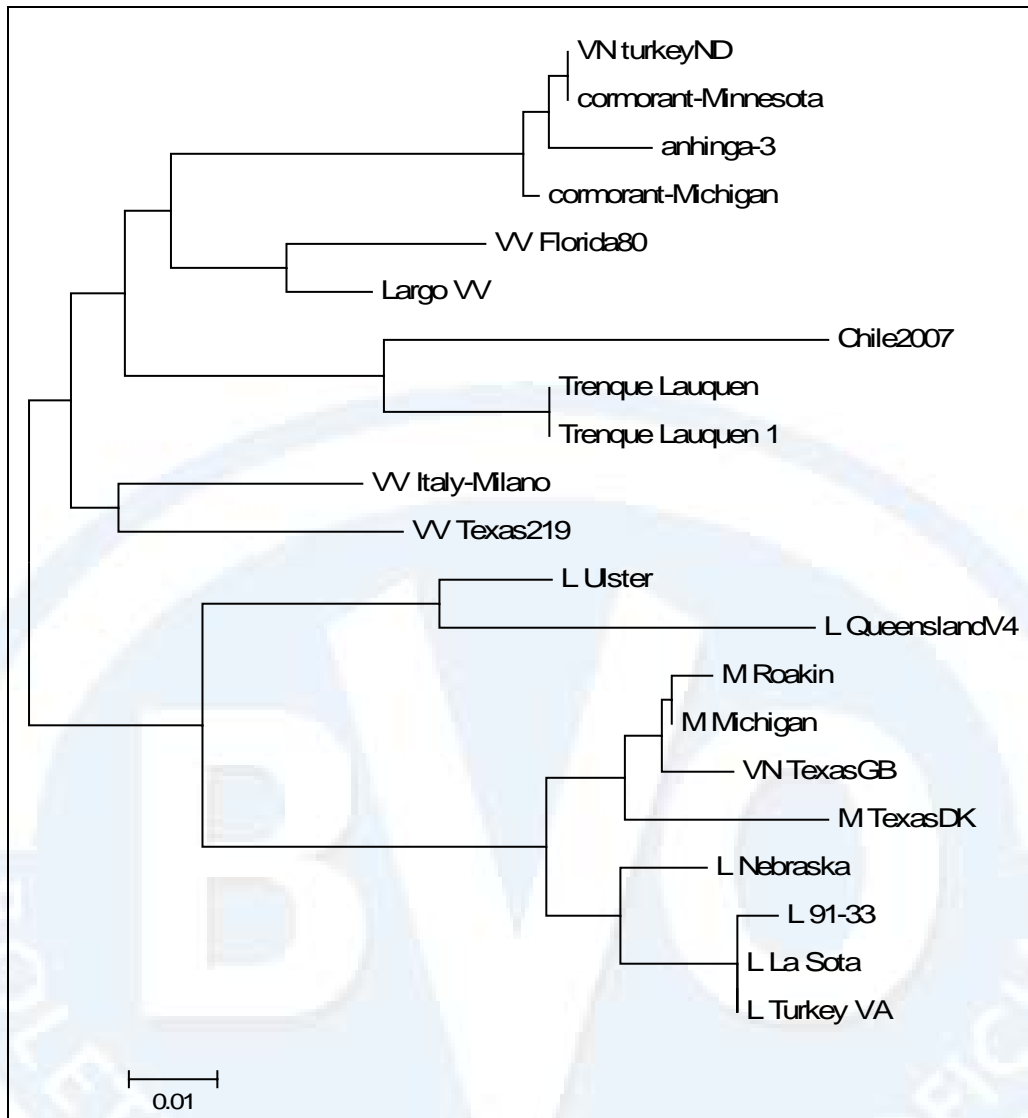 VN turkeyND
cormorant-Minnesota
anhinga-3
cormorant-Michigan
VV Florida80
Largo VV
Chile2007
Trenque Lauquen
Trenque Lauquen 1
VV Italy-Milano
VV Texas219
L Ulster
L QueenslandV4
M Roakin
M Michigan
VN TexasGB
M TexasDK
L Nebraska
L 91-33
L La Sota
L Turkey VA
0.01
BVO